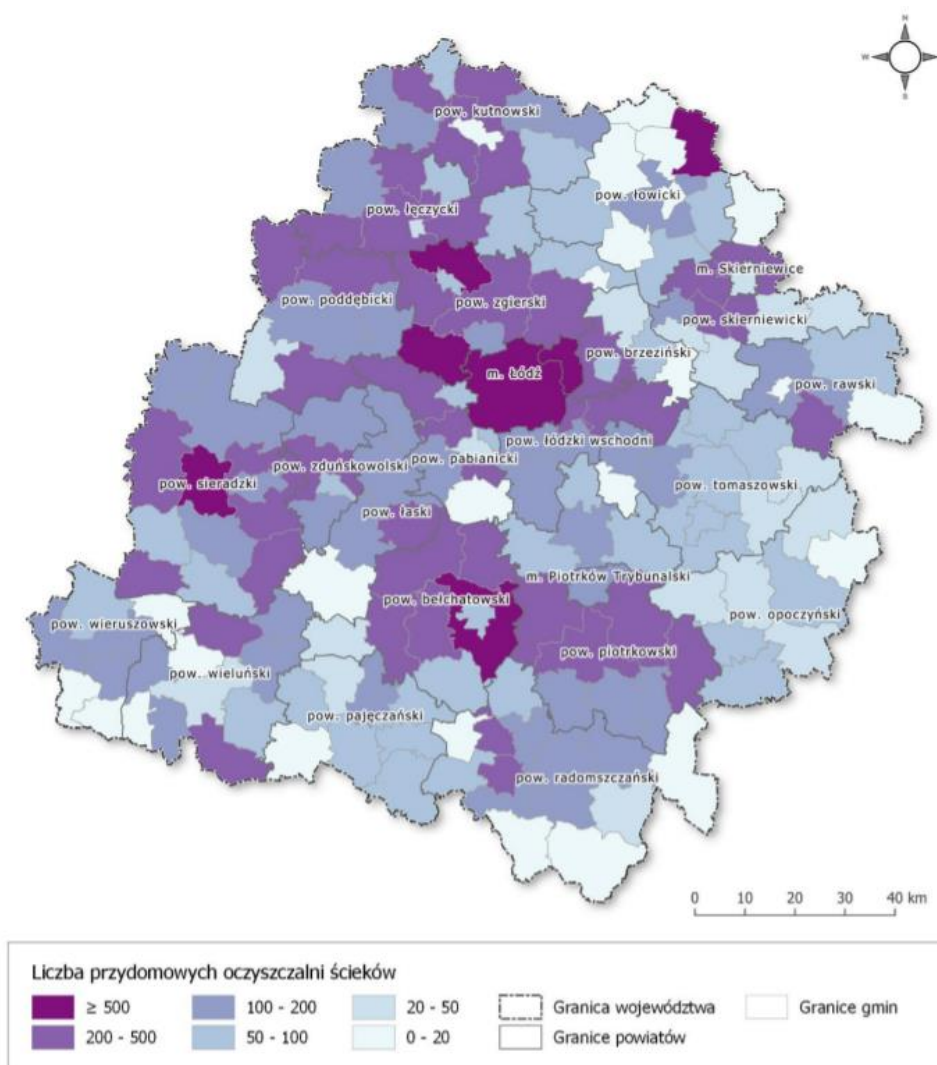 N
W
S
pow. kutnowski
pow. łowicki
pow. łęczycki
m. Skierniewice
pow. poddębicki
pow. zgierski
pow. skierniewicki
pow. brzeziński
m. Łódź
pow. rawski
pow. łódzki wschodni
pow. pabianicki
pow. zduńskowolski
pow. sieradzki
pow. tomaszowski
pow. łaski
m. Piotrków Trybunalski
pow. bełchatowski
pow. opoczyński
pow. wieruszowski
pow. piotrkowski
pow. wieluński
pow. pajęczański
pow. radomszczański
0 10 20 30 40 km
Liczba przydomowych oczyszczalni ścieków
≥ 500 100 - 200 20 - 50 Granica województwa Granice gmin
200 - 500 50 - 100 0 - 20 Granice powiatów